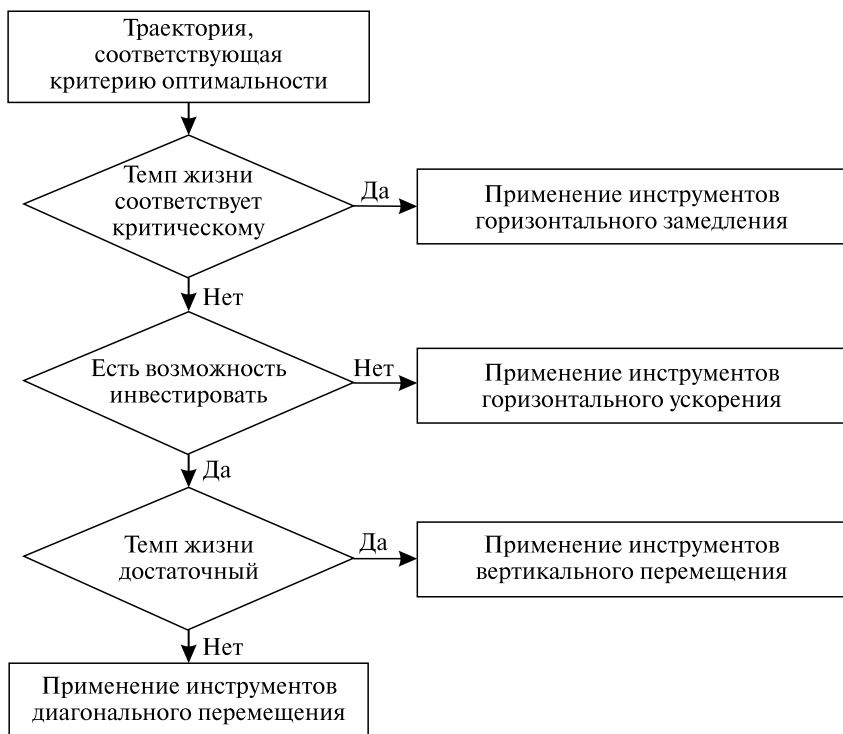 Траектория,
соответствующая
критерию оптимальности
Темп жизни
соответствует
критическому
Да
Применение инструментов
горизонтального замедления
Нет
Есть возможность
инвестировать
Нет
Применение инструментов
горизонтального ускорения
Да
Темп жизни
достаточный
Да
Применение инструментов
вертикального перемещения
Нет
Применение инструментов
диагонального перемещения